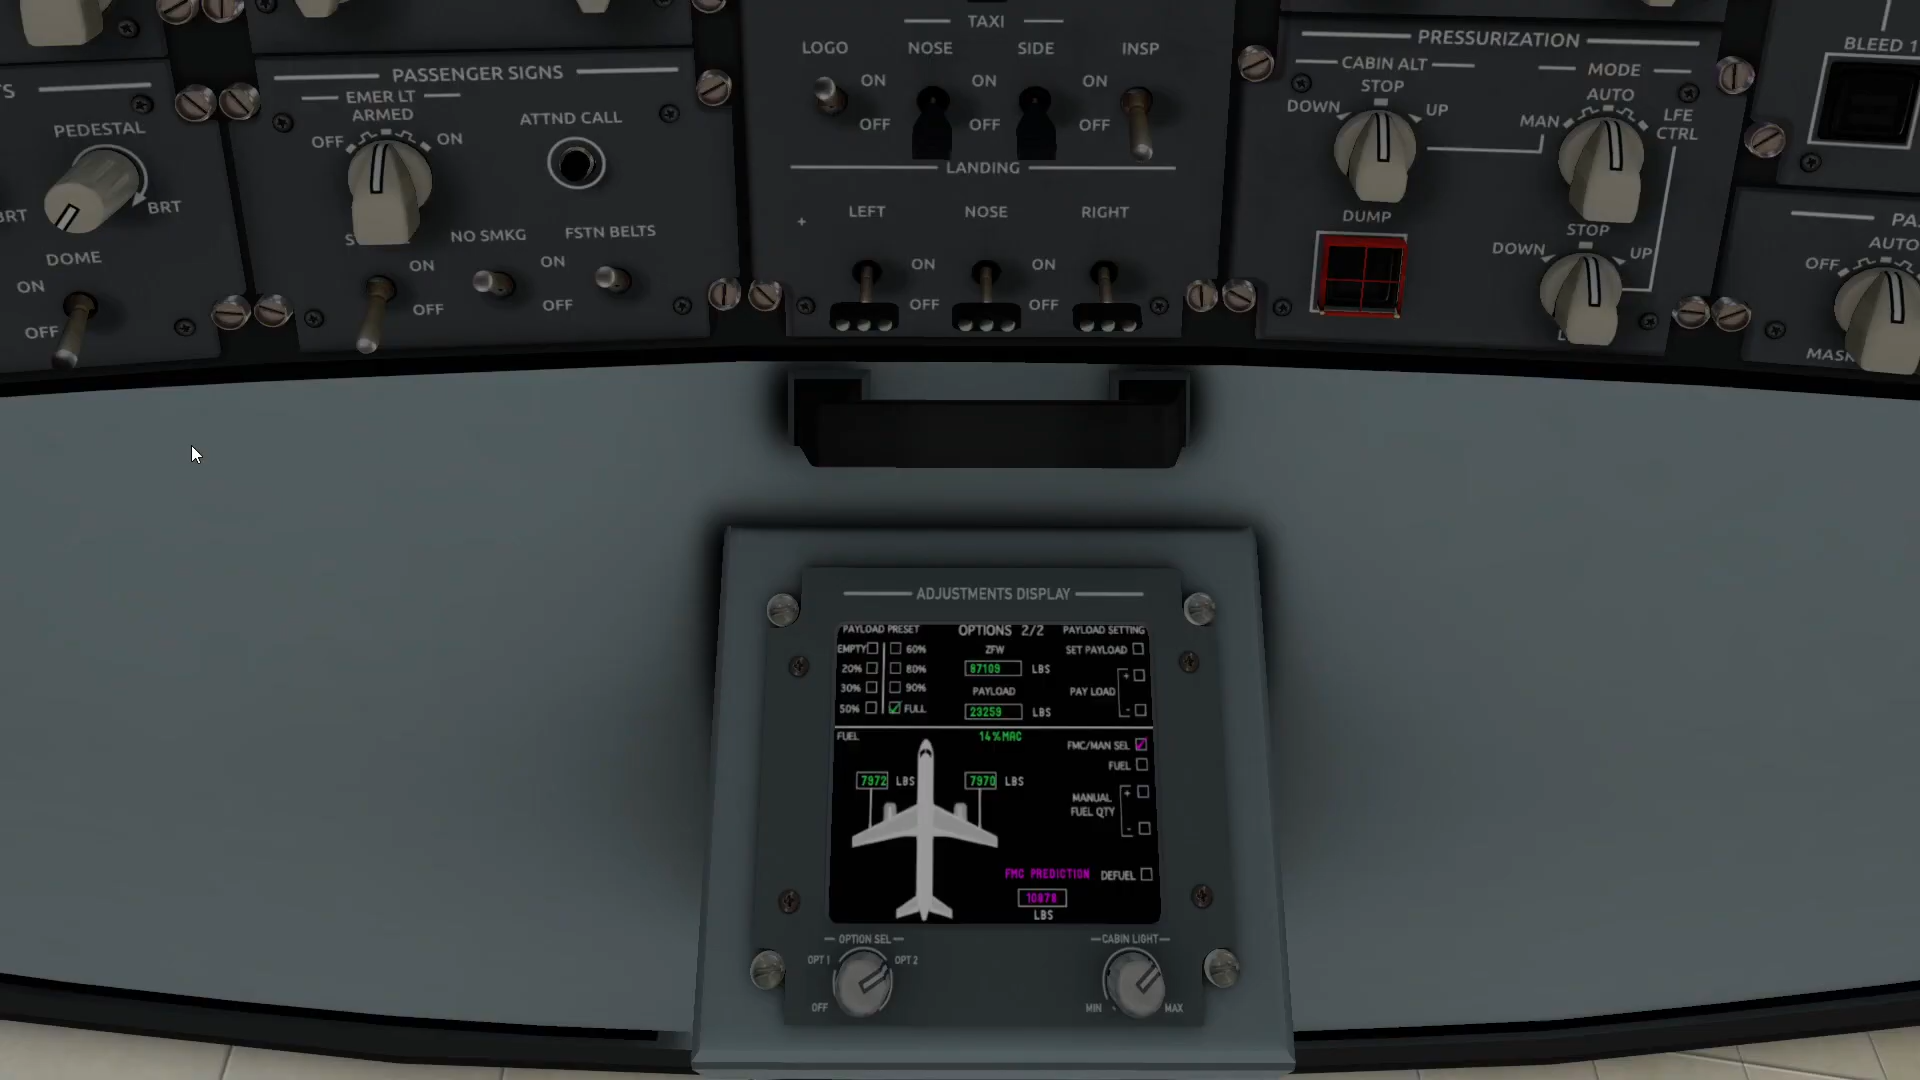 TAXI
LOGO NOSE SIDE INSP
ON ON ON
OFF OFF OFF
LANDING
LEFT NOSE RIGHT
ON ON
OFF OFF
PASSENGER SIGNS
EMER LT
ARMED
OFF ON
ATTND CALL
NO SMKG FSTN BELTS
ON ON
OFF OFF
PEDESTAL
BRT
DOME
ON
OFF
PRESSURIZATION
CABIN ALT MODE
STOP AUTO
DOWN UP MAN LFE
CTRL
DUMP STOP
DOWN UP
BLEED 1
AUTO
OFF
MASK
ADJUSTMENTS DISPLAY
PAYLOAD PRESET OPTIONS 2/2 PAYLOAD SETTING
EMPTY 60% ZFW SET PAYLOAD
20% 80% 87109 LBS +
30% 90% PAYLOAD PAY LOAD
50% FULL 23259 LBS -
FUEL 14%MAC FMC/MAN SEL
FUEL
7972 LBS 7970 LBS
+
MANUAL
FUEL QTY
-
FMC PREDICTION DEFUEL
10878
LBS
OPTION SEL CABIN LIGHT
OPT 1 OPT 2
OFF MIN MAX